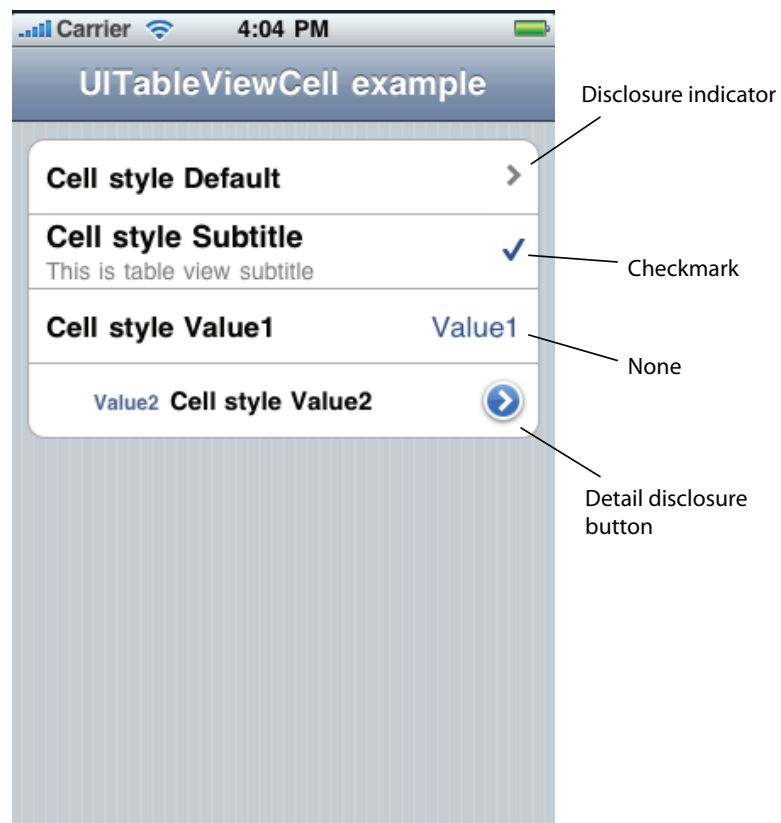 Carrier 4:04 PM
UITableViewCell example
Disclosure indicator
Cell style Default
Cell style Subtitle
This is table view subtitle
Checkmark
Cell style Value1 Value1
None
Value2 Cell style Value2
Detail disclosure
button